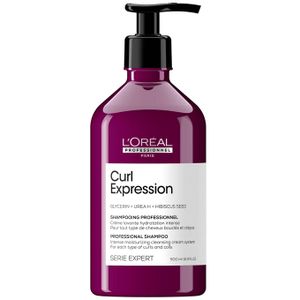 L'ORÉAL
PROFESSIONNEL
PARIS
Curl
Expression
GLYCERIN + UREA H + HIBISCUS SEED
SHAMPOOING PROFESSIONNEL
Crème lavante hydratation intense
Pour tout type de cheveux bouclés et crépus
PROFESSIONAL SHAMPOO
Intense moisturizing cleansing cream system
For each type of curls and coils
SERIE EXPERT